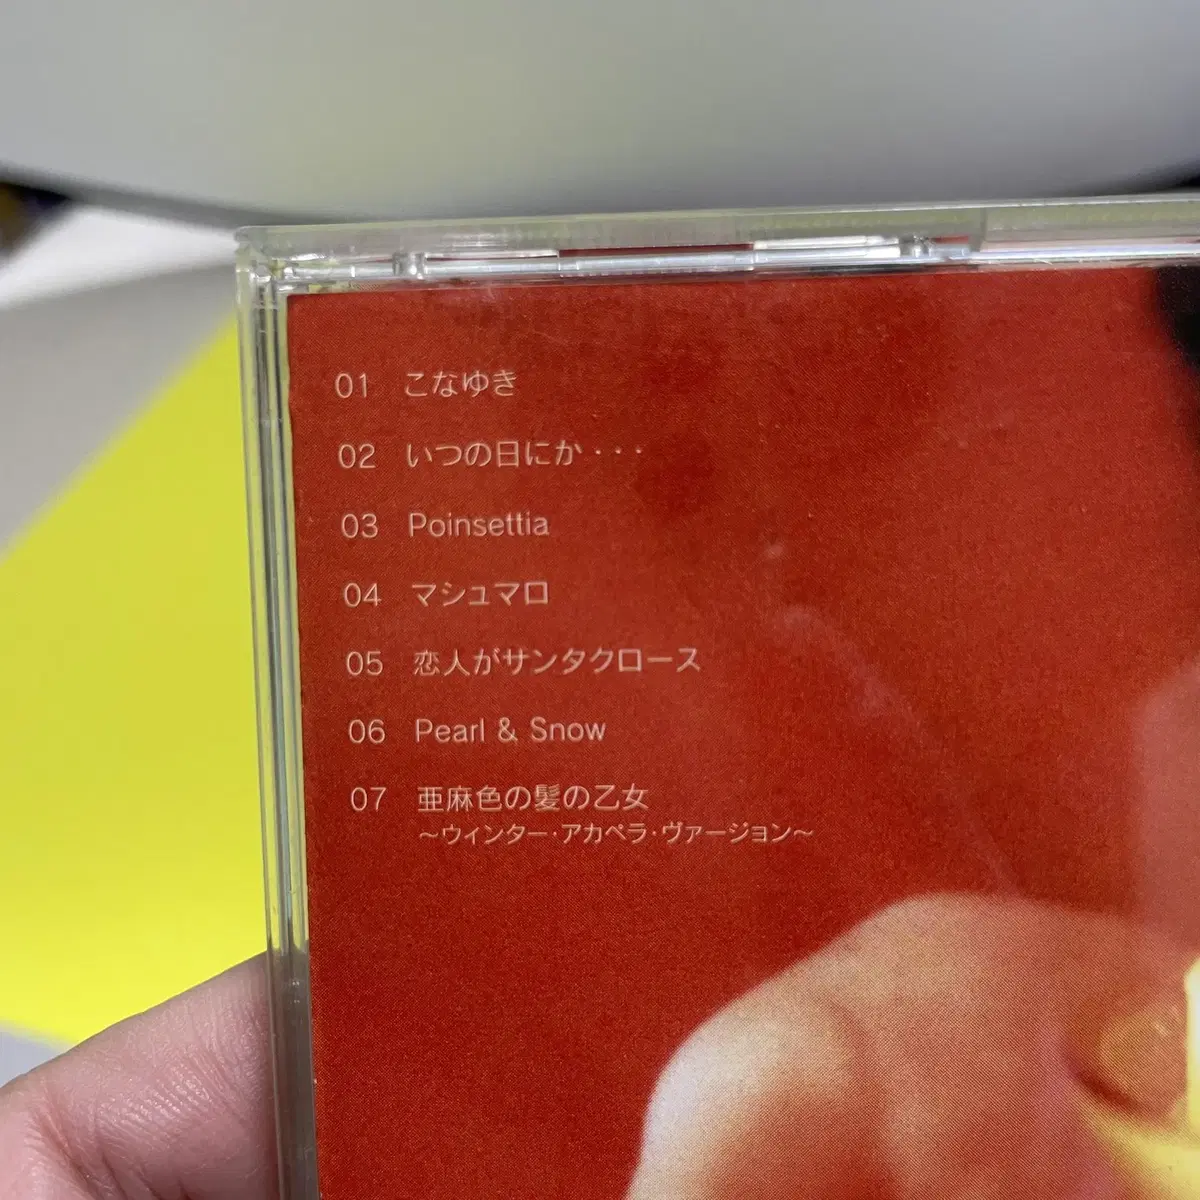 01 こなゆき
02 いつの日にか・・・
03 Poinsettia
04 マシュマロ
05 恋人がサンタクロース
06 Pearl & Snow
07 亜麻色の髪の乙女
～ウィンター・アカペラ・ヴァージョン～